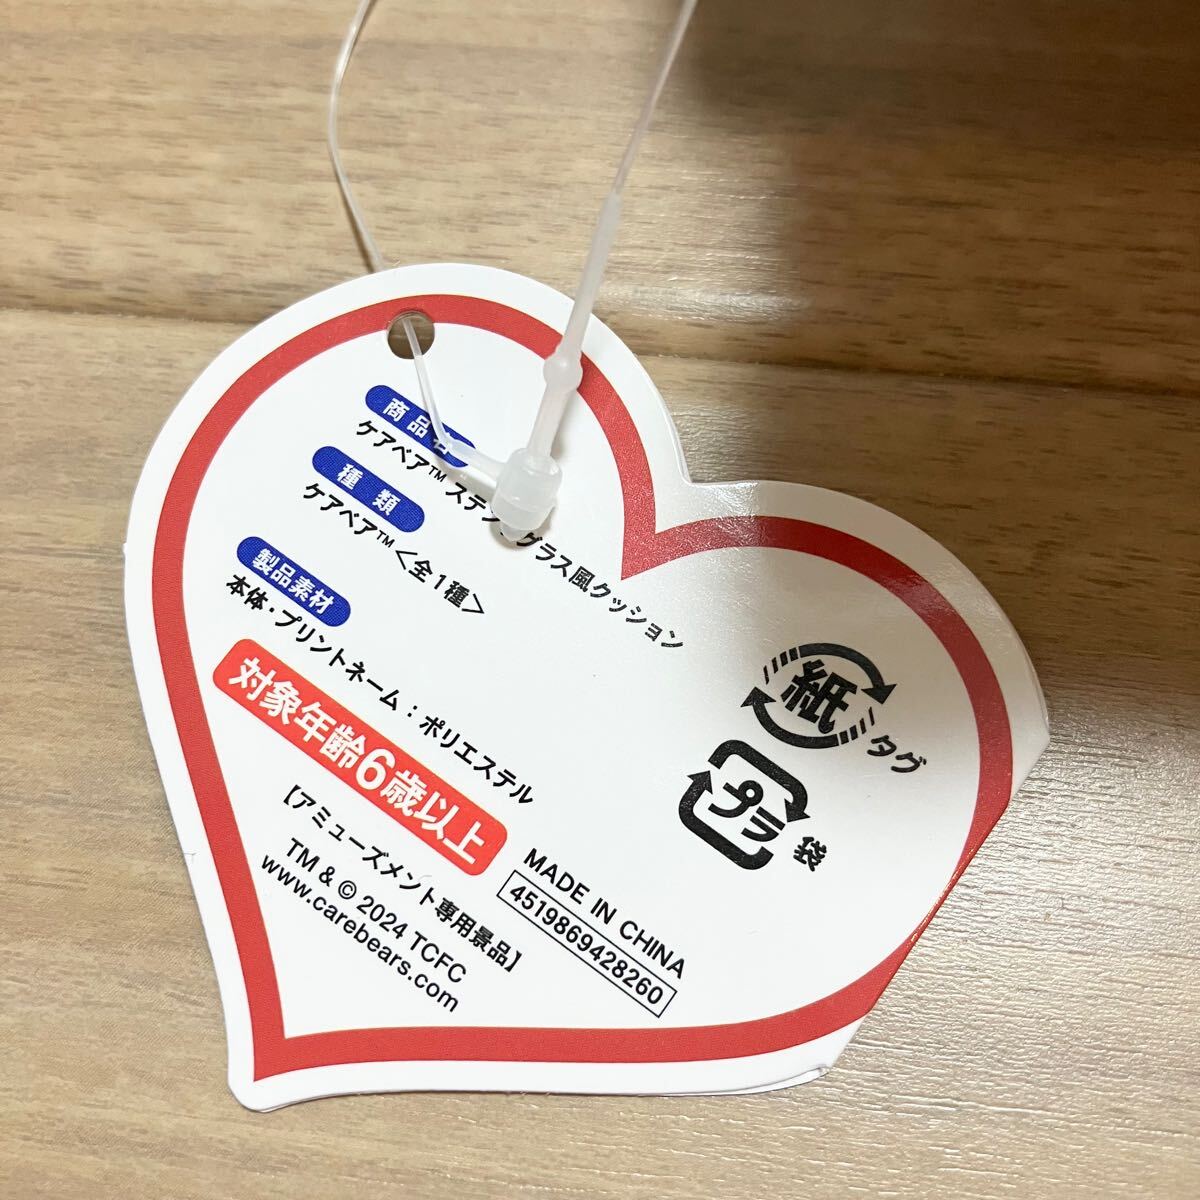 商品名
ケアベア™ ステン グラス風クッション
種類
ケアベア™<全1種>
製品素材
本体・プリントネーム：ポリエステル
対象年齢6歳以上
【アミューズメント専用景品】
TM & © 2024 TCFC
www.carebears.com
MADE IN CHINA
4519869428260
紙 タグ
プラ 袋